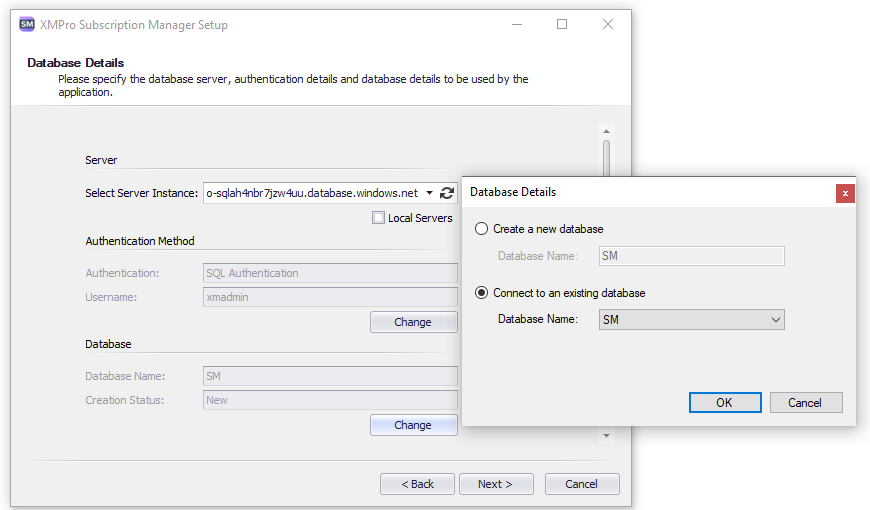 SM XMPro Subscription Manager Setup
Database Details
Please specify the database server, authentication details and database details to be used by the
application.
Server
Select Server Instance: o-sqlah4nbr7jzw4uu.database.windows.net
Local Servers
Authentication Method
Authentication: SQL Authentication
Username: xmadmin
Change
Database
Database Name: SM
Creation Status: New
Change
< Back Next > Cancel
Database Details
x
Create a new database
Database Name: SM
Connect to an existing database
Database Name: SM
OK Cancel